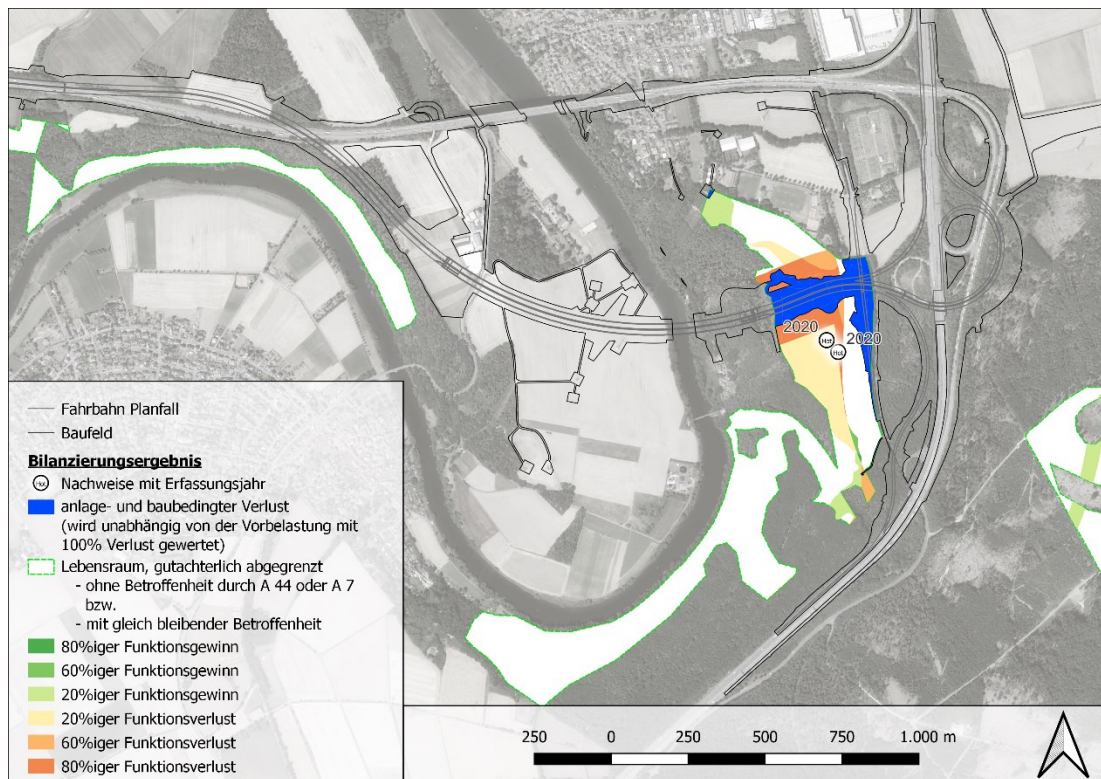 2020
2020
Hot
Hot
Fahrbahn Planfall
Baufeld
Bilanzierungsergebnis
Hot Nachweise mit Erfassungsjahr
anlage- und baubedingter Verlust
(wird unabhängig von der Vorbelastung mit
100% Verlust gewertet)
Lebensraum, gutachterlich abgegrenzt
- ohne Betroffenheit durch A 44 oder A 7
bzw.
- mit gleich bleibender Betroffenheit
80%iger Funktionsgewinn
60%iger Funktionsgewinn
20%iger Funktionsgewinn
20%iger Funktionsverlust
60%iger Funktionsverlust
80%iger Funktionsverlust
250 0 250 500 750 1.000 m